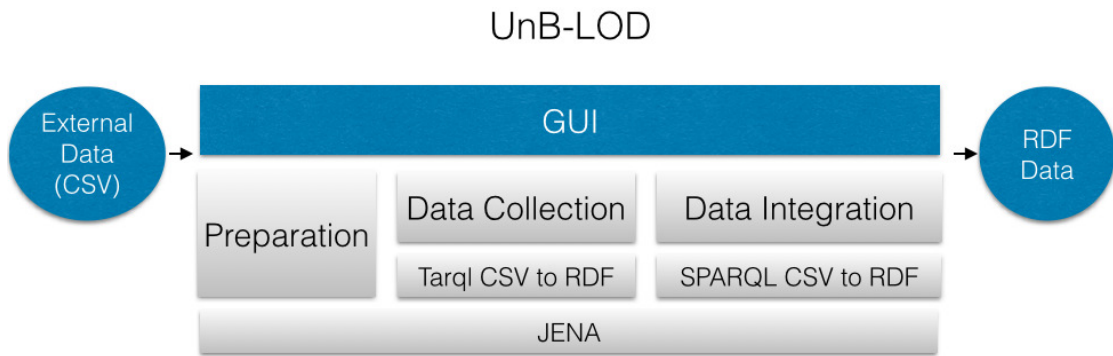 UnB-LOD
External
Data
(CSV)
GUI
RDF
Data
Preparation
Data Collection
Data Integration
Tarql CSV to RDF
SPARQL CSV to RDF
JENA